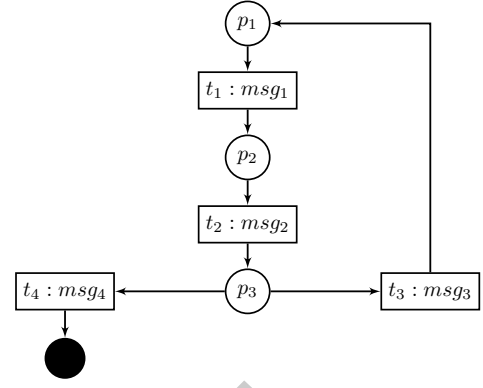 p₁
t₁ : msg₁
p₂
t₂ : msg₂
t₄ : msg₄
p₃
t₃ : msg₃